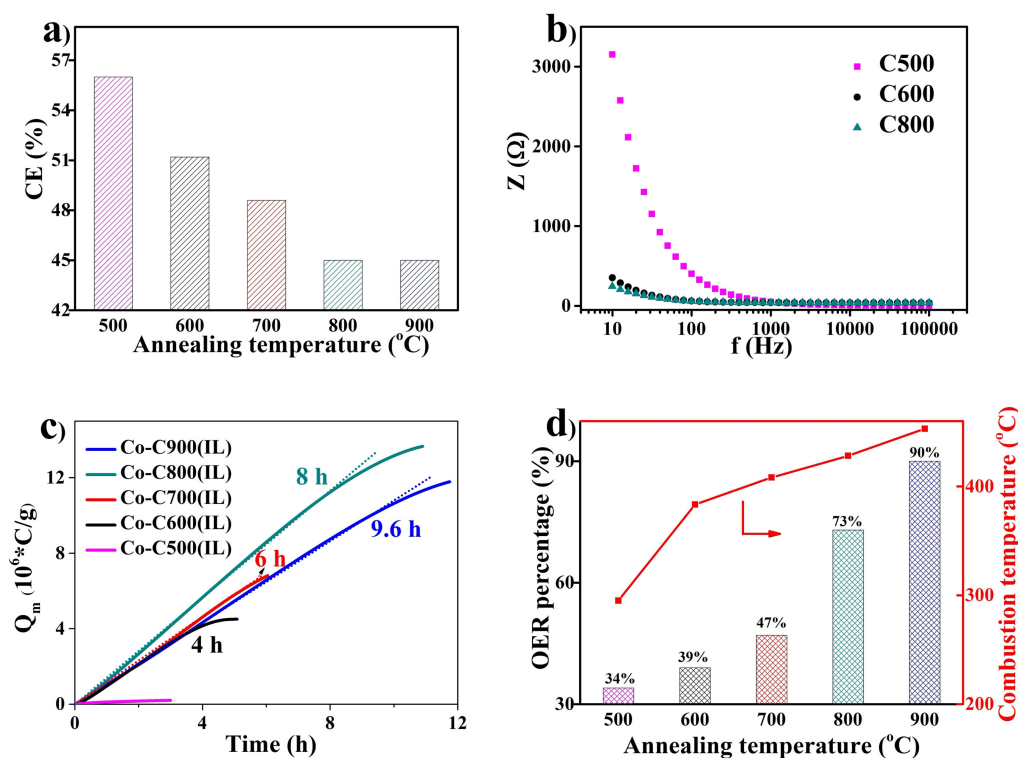 a)
57
54
51
48
45
42
CE (%)
500 600 700 800 900
Annealing temperature (°C)
b)
3000
2000
1000
0
Z (Ω)
C500
C600
C800
10 100 1000 10000 100000
f (Hz)
c)
12
8
4
0
Qm (10⁶*C/g)
Co-C900(IL)
Co-C800(IL)
Co-C700(IL)
Co-C600(IL)
Co-C500(IL)
8 h
9.6 h
6 h
4 h
0 4 8 12
Time (h)
d)
90
60
30
OER percentage (%)
34%
39%
47%
73%
90%
400
300
200
Combustion temperature (°C)
500 600 700 800 900
Annealing temperature (°C)